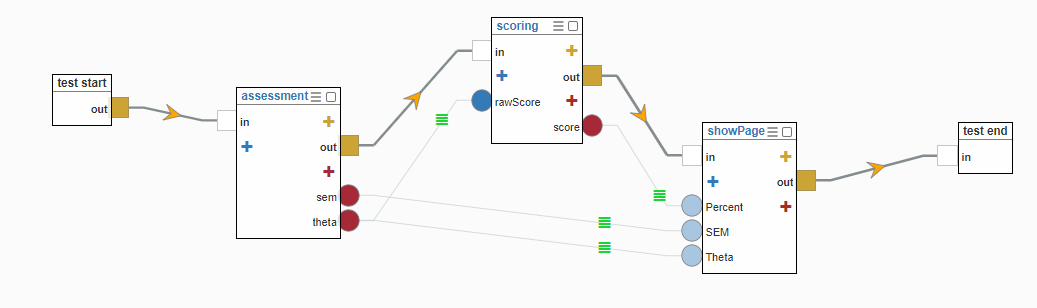 test start
out
assessment
in
out
sem
theta
scoring
in
out
rawScore
score
showPage
in
out
Percent
SEM
Theta
test end
in